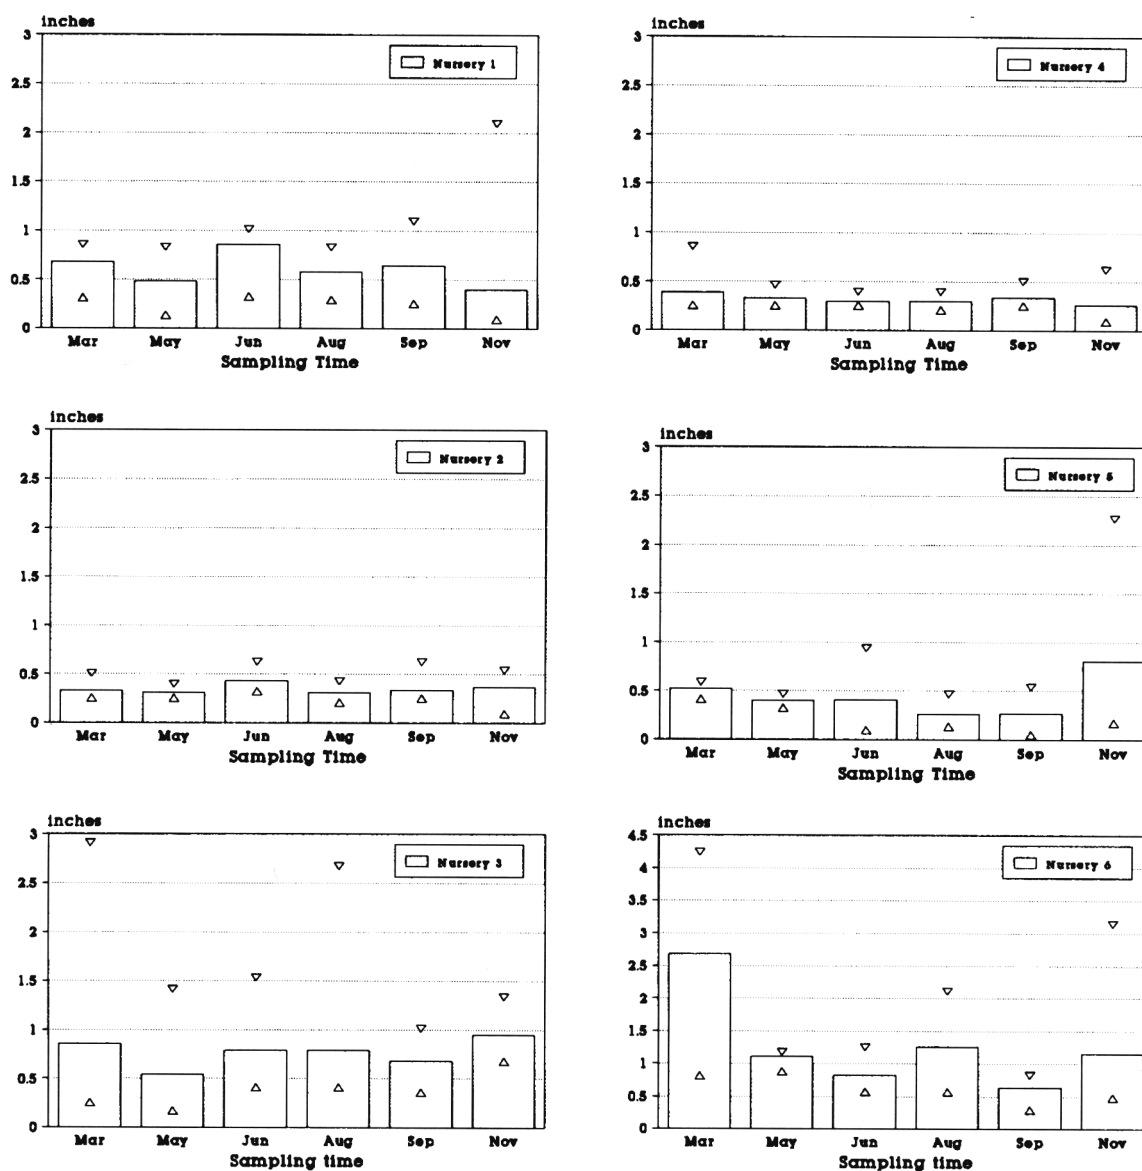 inches
3
2.5
2
1.5
1
0.5
0
Nursery 1
Mar May Jun Aug Sep Nov
Sampling Time
inches
3
2.5
2
1.5
1
0.5
0
Nursery 4
Mar May Jun Aug Sep Nov
Sampling Time
inches
3
2.5
2
1.5
1
0.5
0
Nursery 2
Mar May Jun Aug Sep Nov
Sampling Time
inches
3
2.5
2
1.5
1
0.5
0
Nursery 5
Mar May Jun Aug Sep Nov
Sampling Time
inches
3
2.5
2
1.5
1
0.5
0
Nursery 3
Mar May Jun Aug Sep Nov
Sampling time
inches
4.5
4
3.5
3
2.5
2
1.5
1
0.5
0
Nursery 6
Mar May Jun Aug Sep Nov
Sampling time